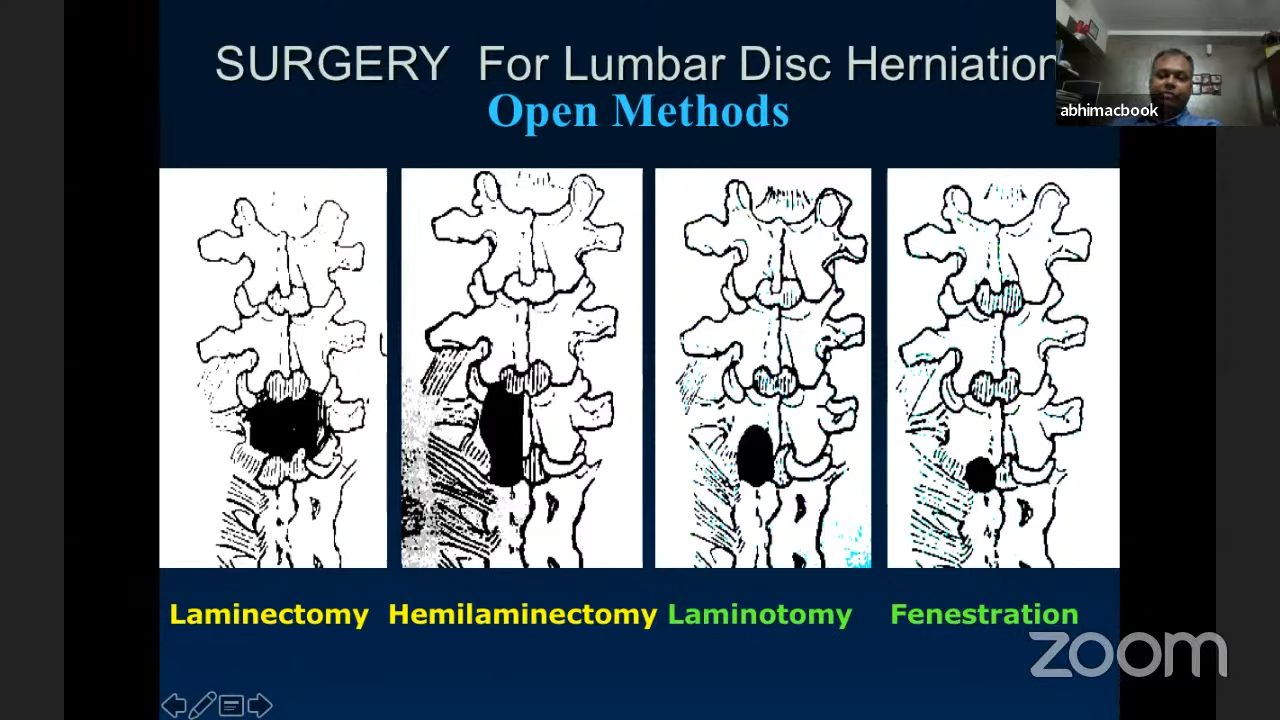 SURGERY For Lumbar Disc Herniation
Open Methods
abhimacbook
Laminectomy Hemilaminectomy Laminotomy Fenestration
zoom